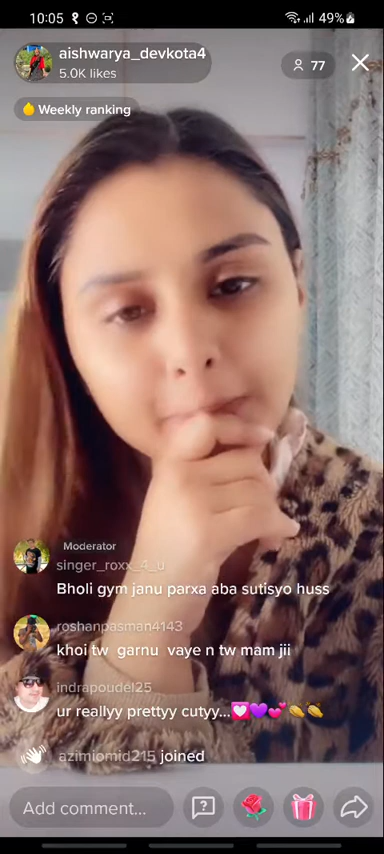 10:05
49%
aishwarya_devkota4
5.0K likes
77
Weekly ranking
Moderator
singer_roxx_4_u
Bholi gym janu parxa aba sutisyo huss
roshanpasman4143
khoi tw garnu vaye n tw mam jii
indrapoudel25
ur reallyy prettyy cutyy...💟💜💕👏👏
azimiomid215 joined
Add comment...